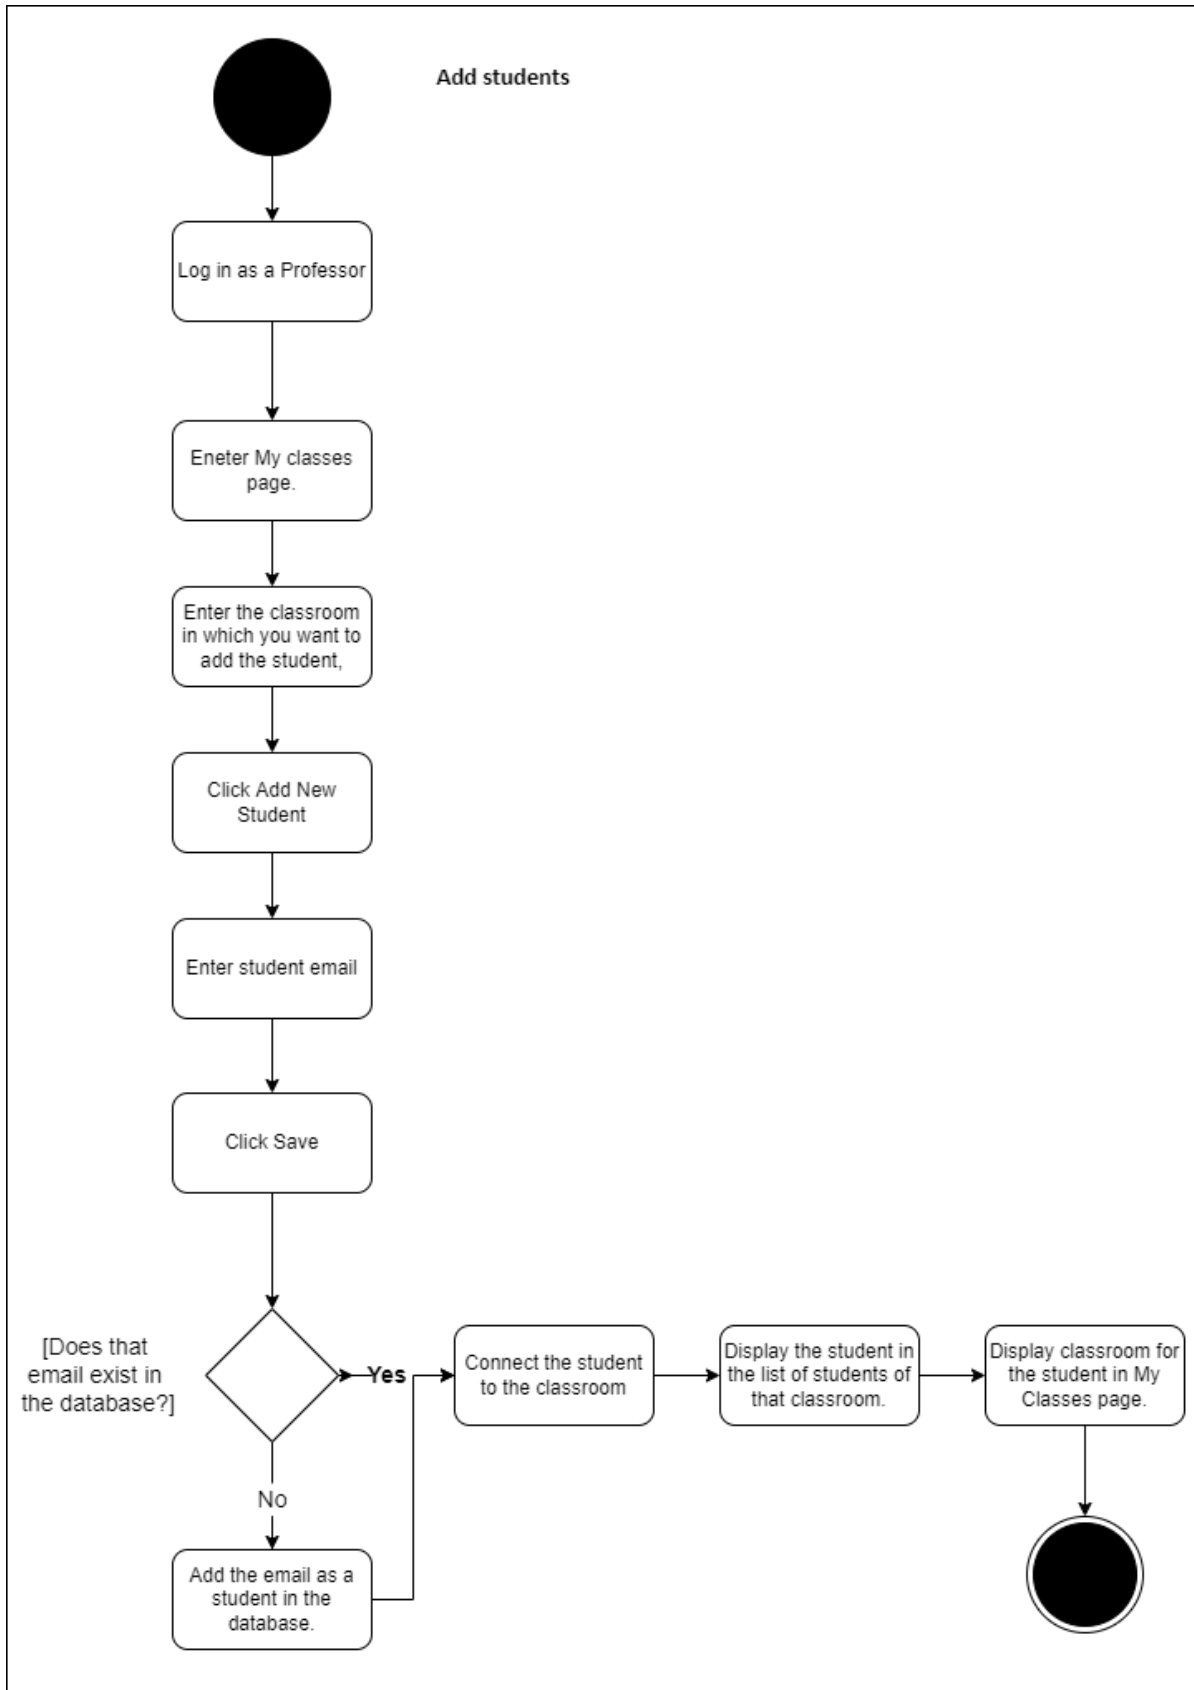 Add students
Log in as a Professor
Eneter My classes
page.
Enter the classroom
in which you want to
add the student,
Click Add New
Student
Enter student email
Click Save
[Does that
email exist in
the database?]
Yes
Connect the student
to the classroom
Display the student in
the list of students of
that classroom.
Display classroom for
the student in My
Classes page.
No
Add the email as a
student in the
database.